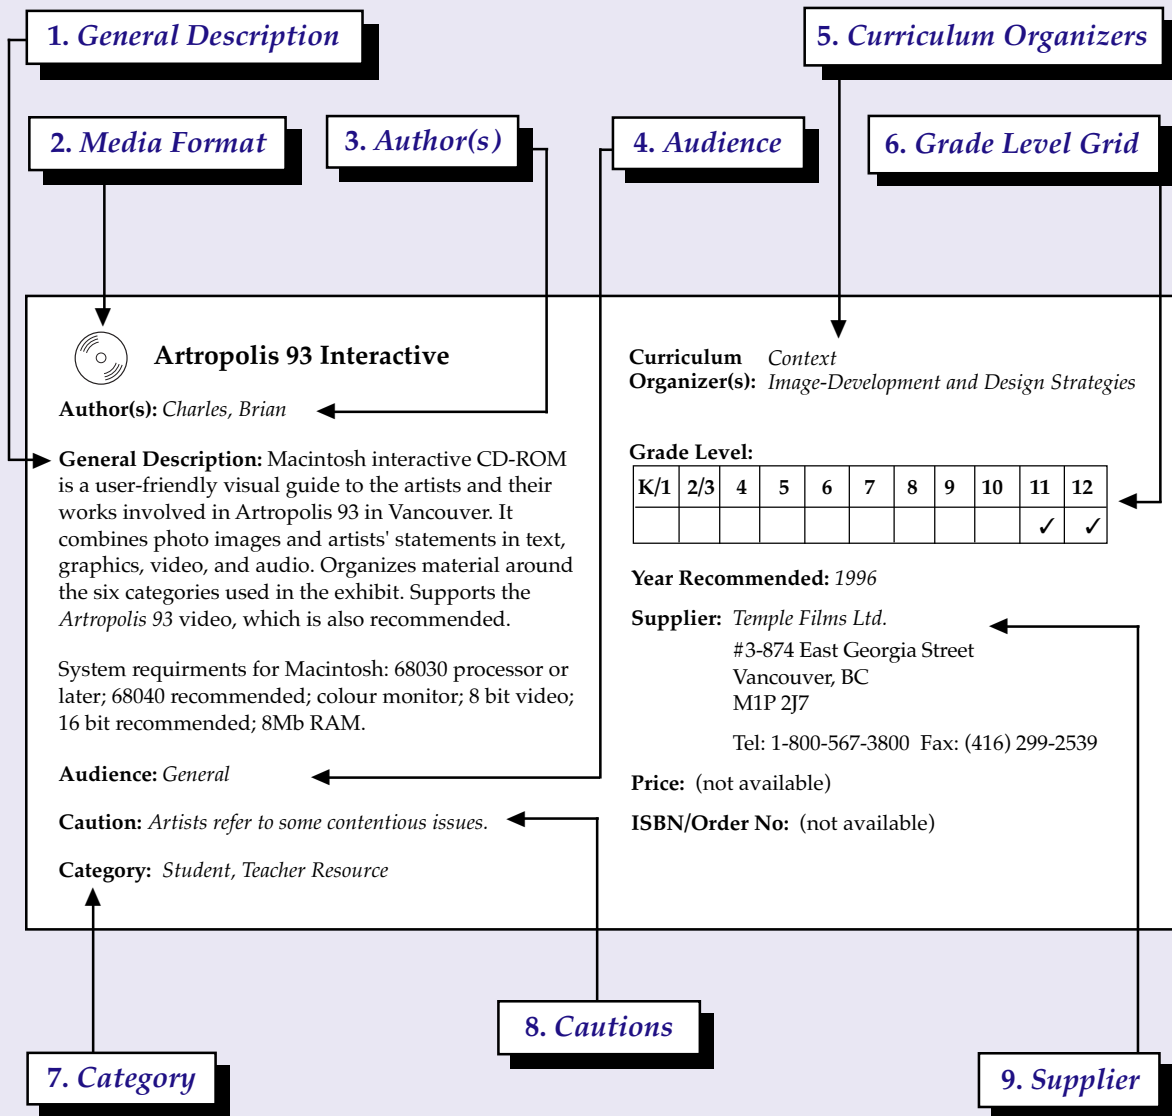 1. General Description
5. Curriculum Organizers
2. Media Format
3. Author(s)
4. Audience
6. Grade Level Grid
Artropolis 93 Interactive
Author(s): Charles, Brian
General Description: Macintosh interactive CD-ROM
is a user-friendly visual guide to the artists and their
works involved in Artropolis 93 in Vancouver. It
combines photo images and artists' statements in text,
graphics, video, and audio. Organizes material around
the six categories used in the exhibit. Supports the
Artropolis 93 video, which is also recommended.
System requirments for Macintosh: 68030 processor or
later; 68040 recommended; colour monitor; 8 bit video;
16 bit recommended; 8Mb RAM.
Audience: General
Caution: Artists refer to some contentious issues.
Category: Student, Teacher Resource
Curriculum Context
Organizer(s): Image-Development and Design Strategies
Grade Level:
K/1 2/3 4 5 6 7 8 9 10 11 12
✓ ✓
Year Recommended: 1996
Supplier: Temple Films Ltd.
#3-874 East Georgia Street
Vancouver, BC
M1P 2J7
Tel: 1-800-567-3800 Fax: (416) 299-2539
Price: (not available)
ISBN/Order No: (not available)
8. Cautions
7. Category
9. Supplier